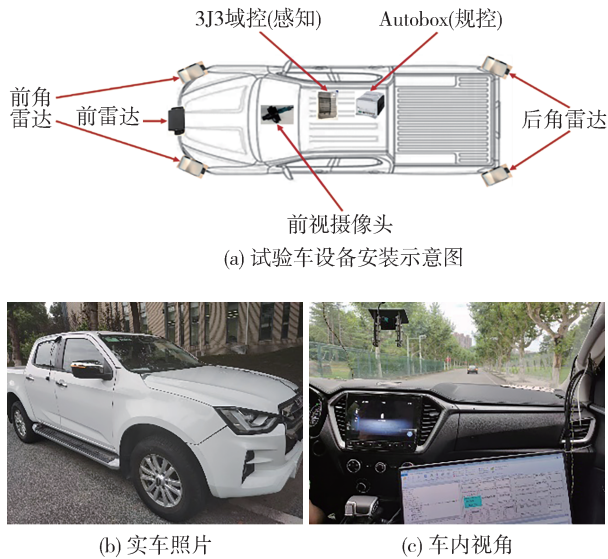 3J3域控(感知)
Autobox(规控)
前角
雷达
前雷达
后角雷达
前视摄像头
(a) 试验车设备安装示意图
(b) 实车照片
(c) 车内视角